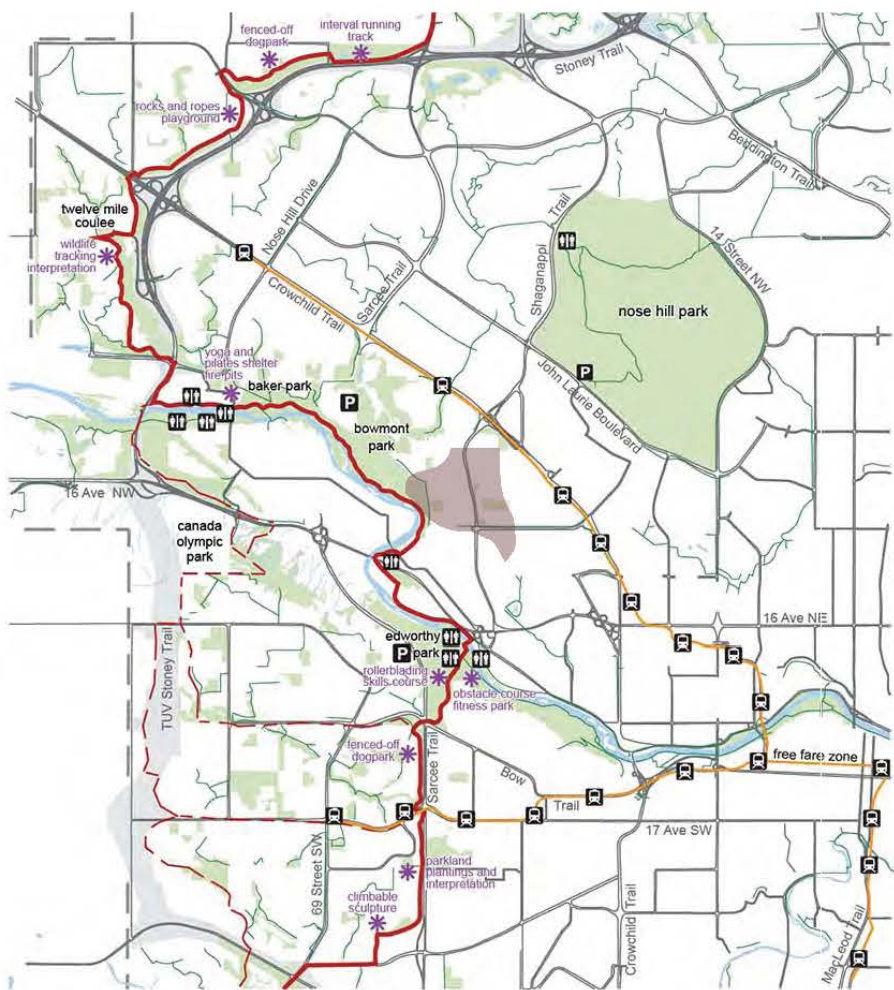 fenced-off
dogpark
interval running
track
Stoney Trail
rocks and ropes
playground
Beddington Trail
Nose Hill Drive
twelve mile
coulee
wildlife
tracking
interpretation
Shaganappi
Trail
14 Street NW
Sarcee Trail
Crowchild Trail
nose hill park
yoga and
pilates shelter
fire pits
baker park
P
John Laurie Boulevard
P
bowmont
park
16 Ave NW
canada
olympic
park
16 Ave NE
edworthy
park
P
TUV Stoney Trail
rollerblading
skills course
obstacle course
fitness park
fenced-off
dogpark
Sarcee Trail
free fare zone
Bow
Trail
17 Ave SW
69 Street SW
parkland
plantings and
interpretation
climbable
sculpture
Crowchild Trail
MacLeod Trail